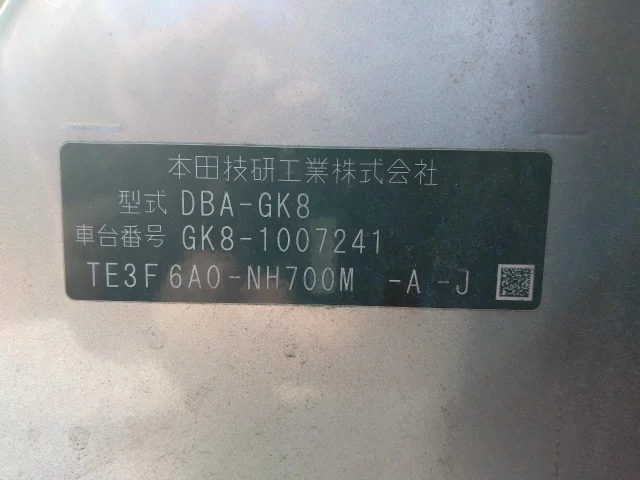 本田技研工業株式会社
型式 DBA-GK8
車台番号 GK8-1007241
TE3F6A0-NH700M -A-J